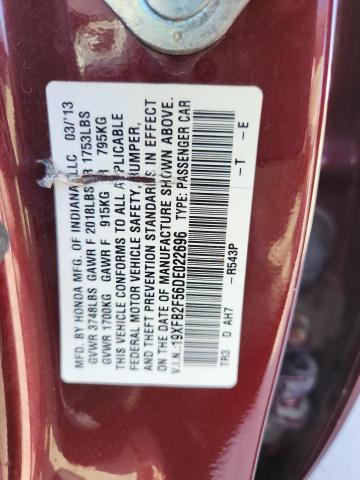 MFD. BY HONDA MFG. OF INDIANA LLC 03/'13
GVWR 3748LBS GAWR F 2018LBS 1753LBS
GVWR 1700KG GAWR F 915KG R 795KG
THIS VEHICLE CONFORMS TO ALL APPLICABLE
FEDERAL MOTOR VEHICLE SAFETY, BUMPER,
AND THEFT PREVENTION STANDARDS IN EFFECT
ON THE DATE OF MANUFACTURE SHOWN ABOVE.
V.I.N.: 19XFB2F56DE022696 TYPE: PASSENGER CAR
TR3 D AH7 -R543P -T -E